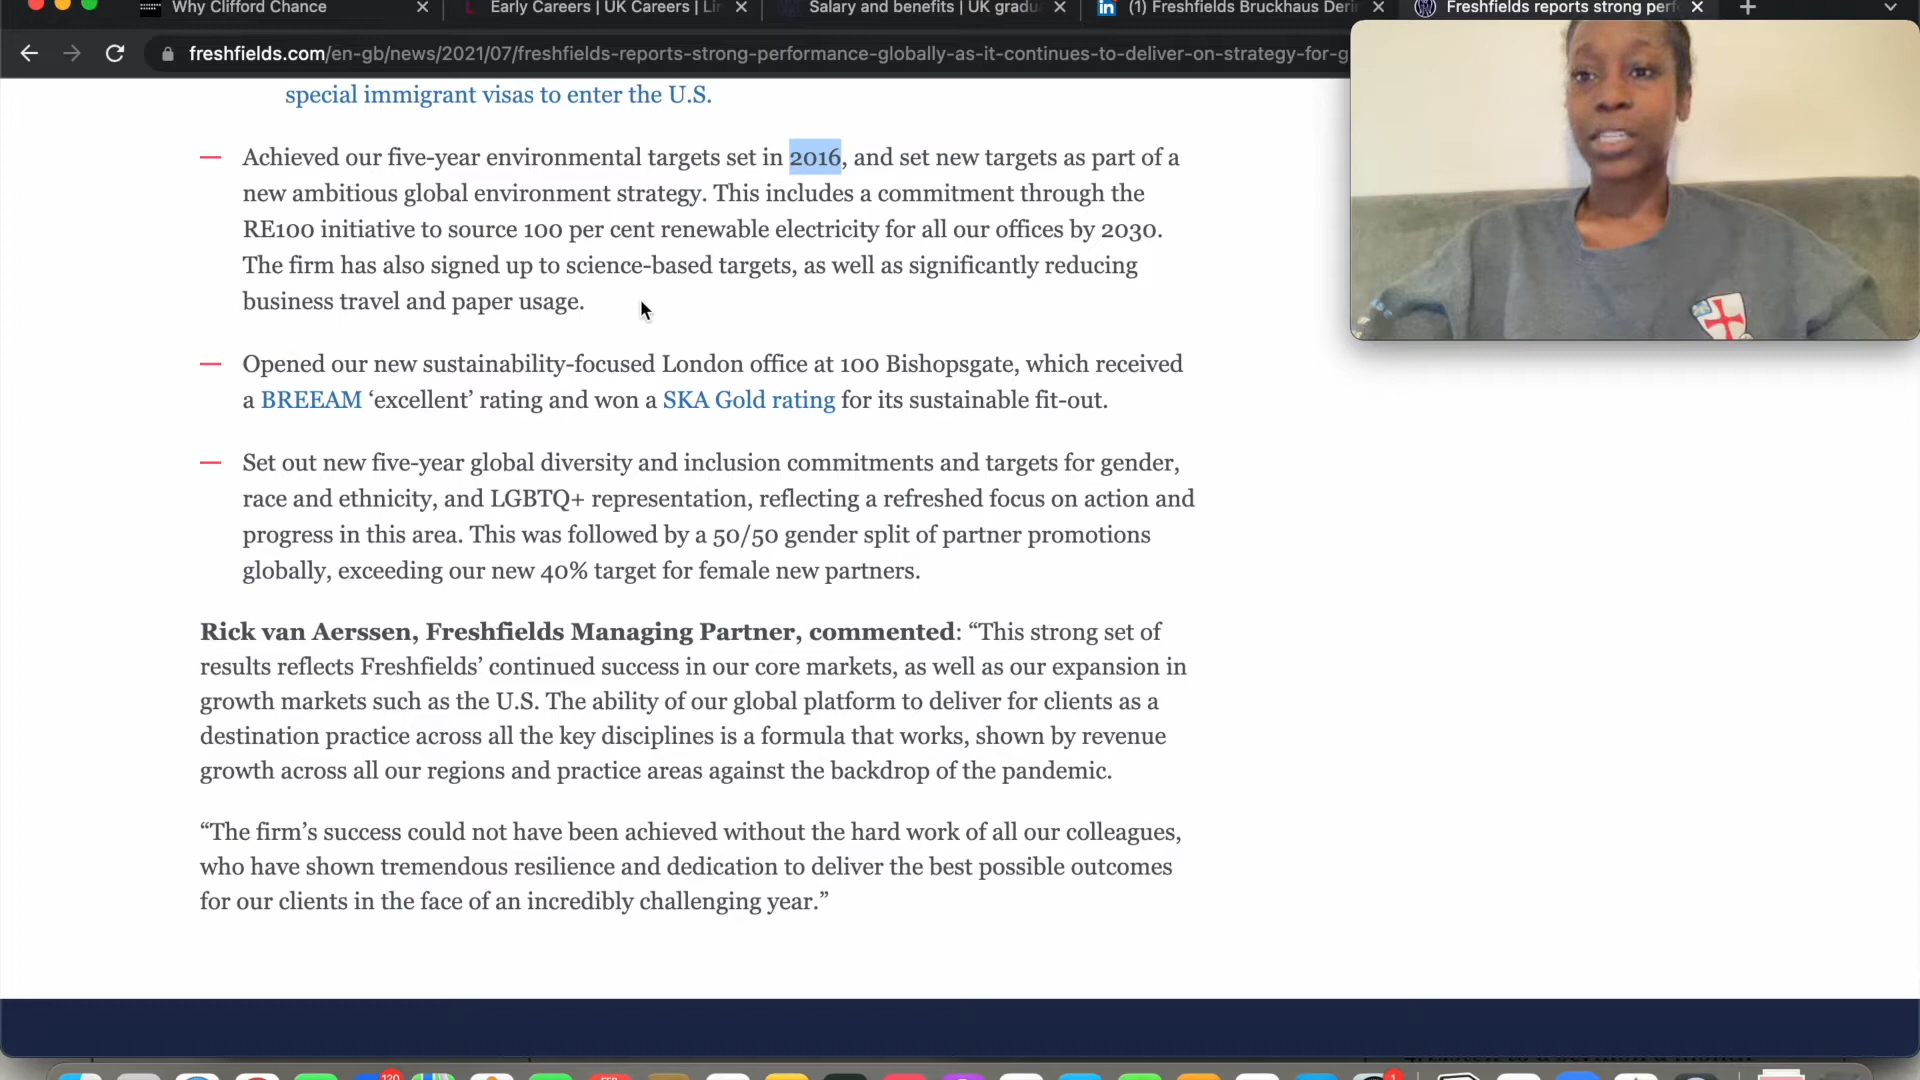 Why Clifford Chance
Early Careers | UK Careers | Lin
Salary and benefits | UK gradu
(1) Freshfields Bruckhaus Derin
Freshfields reports strong perf
freshfields.com/en-gb/news/2021/07/freshfields-reports-strong-performance-globally-as-it-continues-to-deliver-on-strategy-for-g
special immigrant visas to enter the U.S.
Achieved our five-year environmental targets set in 2016, and set new targets as part of a
new ambitious global environment strategy. This includes a commitment through the
RE100 initiative to source 100 per cent renewable electricity for all our offices by 2030.
The firm has also signed up to science-based targets, as well as significantly reducing
business travel and paper usage.
Opened our new sustainability-focused London office at 100 Bishopsgate, which received
a BREEAM ‘excellent’ rating and won a SKA Gold rating for its sustainable fit-out.
Set out new five-year global diversity and inclusion commitments and targets for gender,
race and ethnicity, and LGBTQ+ representation, reflecting a refreshed focus on action and
progress in this area. This was followed by a 50/50 gender split of partner promotions
globally, exceeding our new 40% target for female new partners.
Rick van Aerssen, Freshfields Managing Partner, commented: “This strong set of
results reflects Freshfields’ continued success in our core markets, as well as our expansion in
growth markets such as the U.S. The ability of our global platform to deliver for clients as a
destination practice across all the key disciplines is a formula that works, shown by revenue
growth across all our regions and practice areas against the backdrop of the pandemic.
“The firm’s success could not have been achieved without the hard work of all our colleagues,
who have shown tremendous resilience and dedication to deliver the best possible outcomes
for our clients in the face of an incredibly challenging year.”
120
1